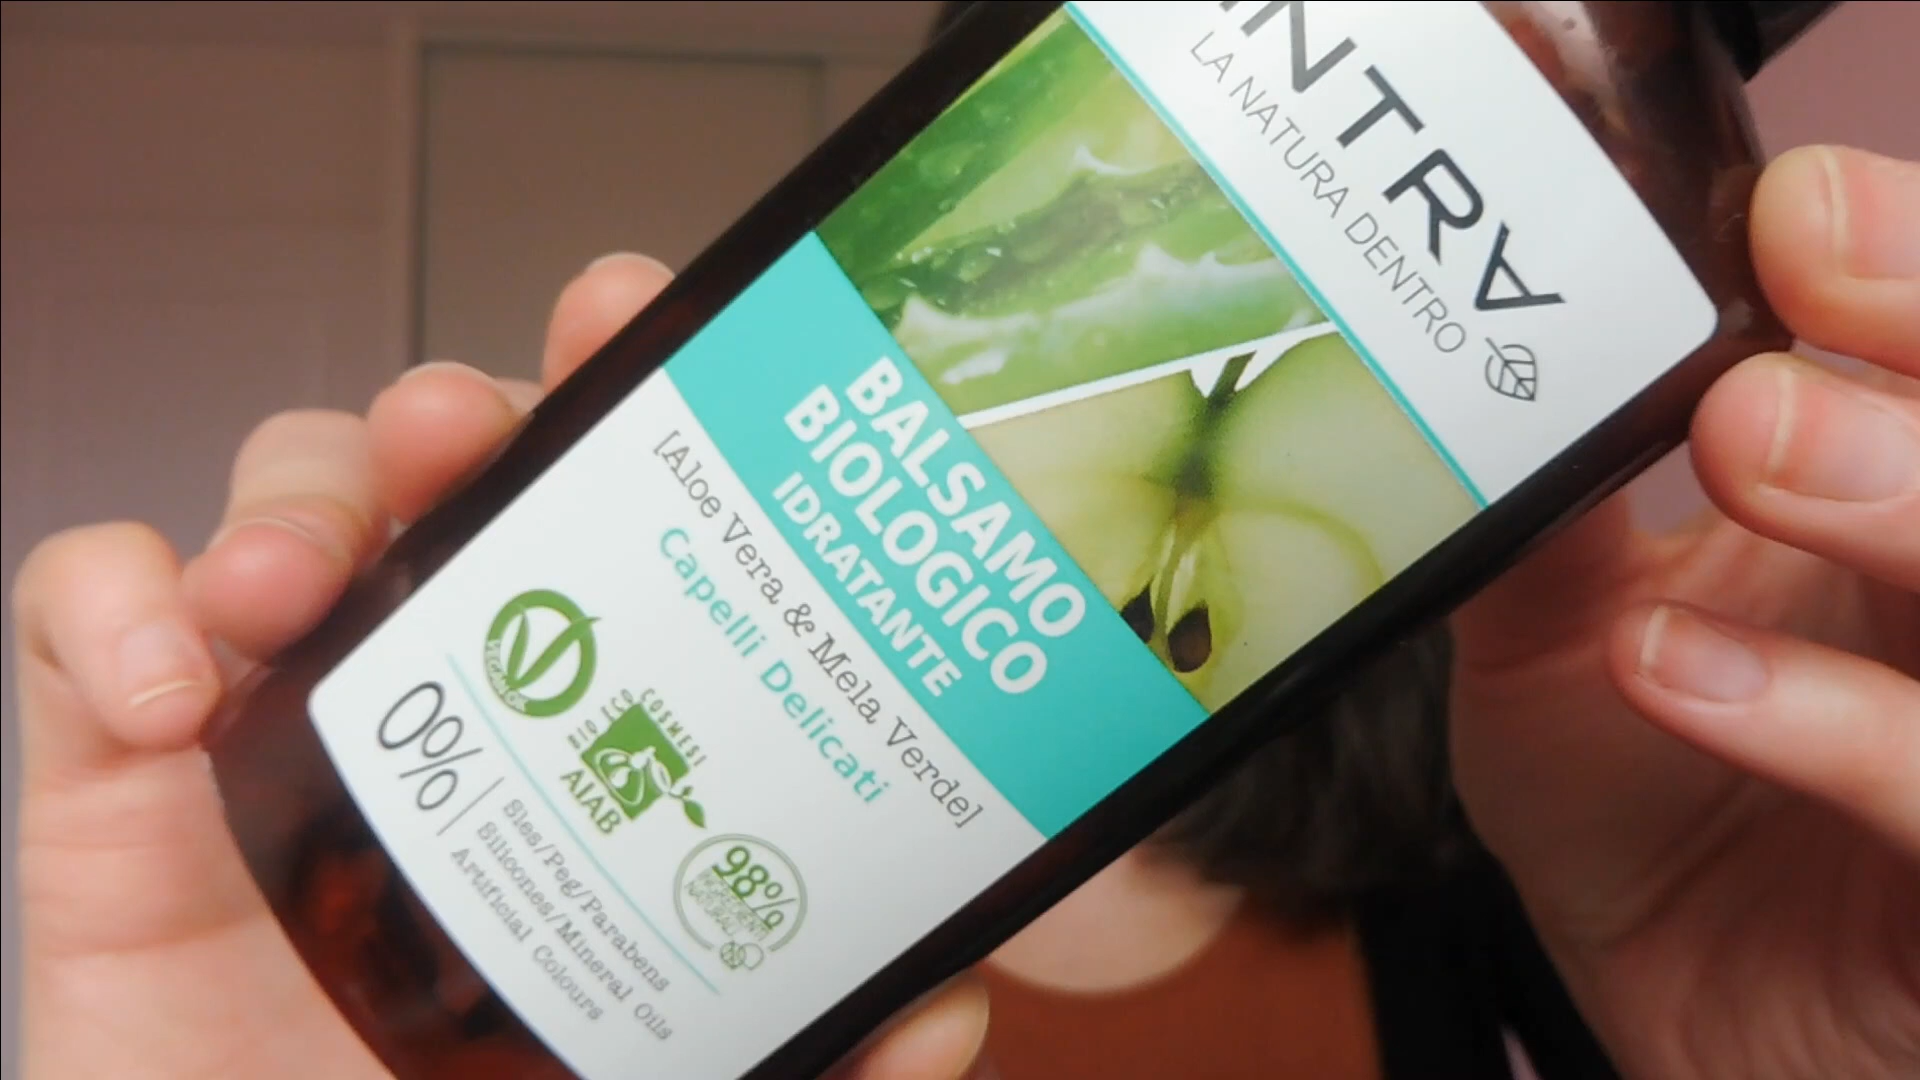 INTRA
LA NATURA DENTRO
BALSAMO
BIOLOGICO
IDRATANTE
[Aloe Vera & Mela Verde]
Capelli Delicati
VEGANOK
BIO ECO COSMESI
AIAB
98%
INGREDIENTI
NATURALI
0%
Sles/Peg/Parabens
Silicones/Mineral Oils
Artificial Colours